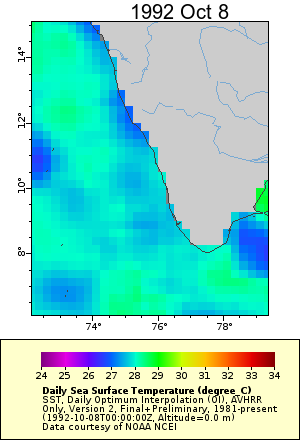 1992 Oct 8
14°
12°
10°
8°
74° 76° 78°
24 25 26 27 28 29 30 31 32 33 34
Daily Sea Surface Temperature (degree_C)
SST, Daily Optimum Interpolation (OI), AVHRR
Only, Version 2, Final+Preliminary, 1981-present
(1992-10-08T00:00:00Z, Altitude=0.0 m)
Data courtesy of NOAA NCEI